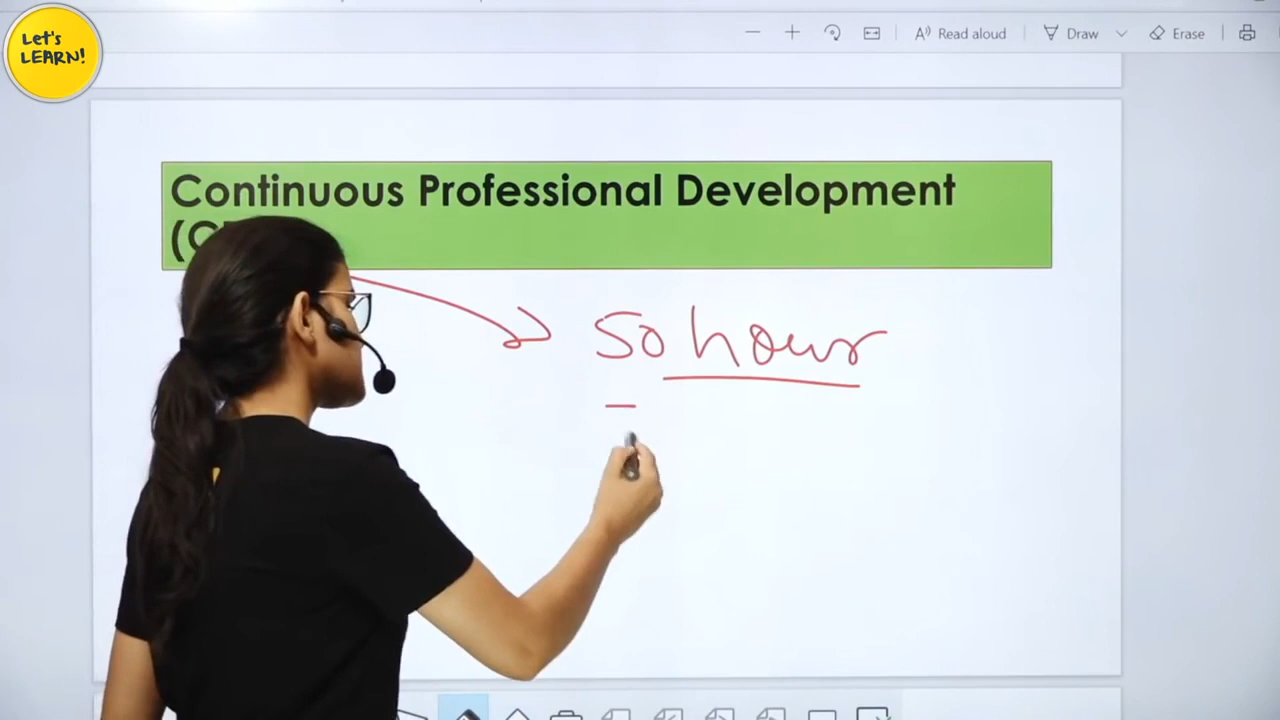 Let's
LEARN!
Read aloud
Draw
Erase
Continuous Professional Development
50 hour